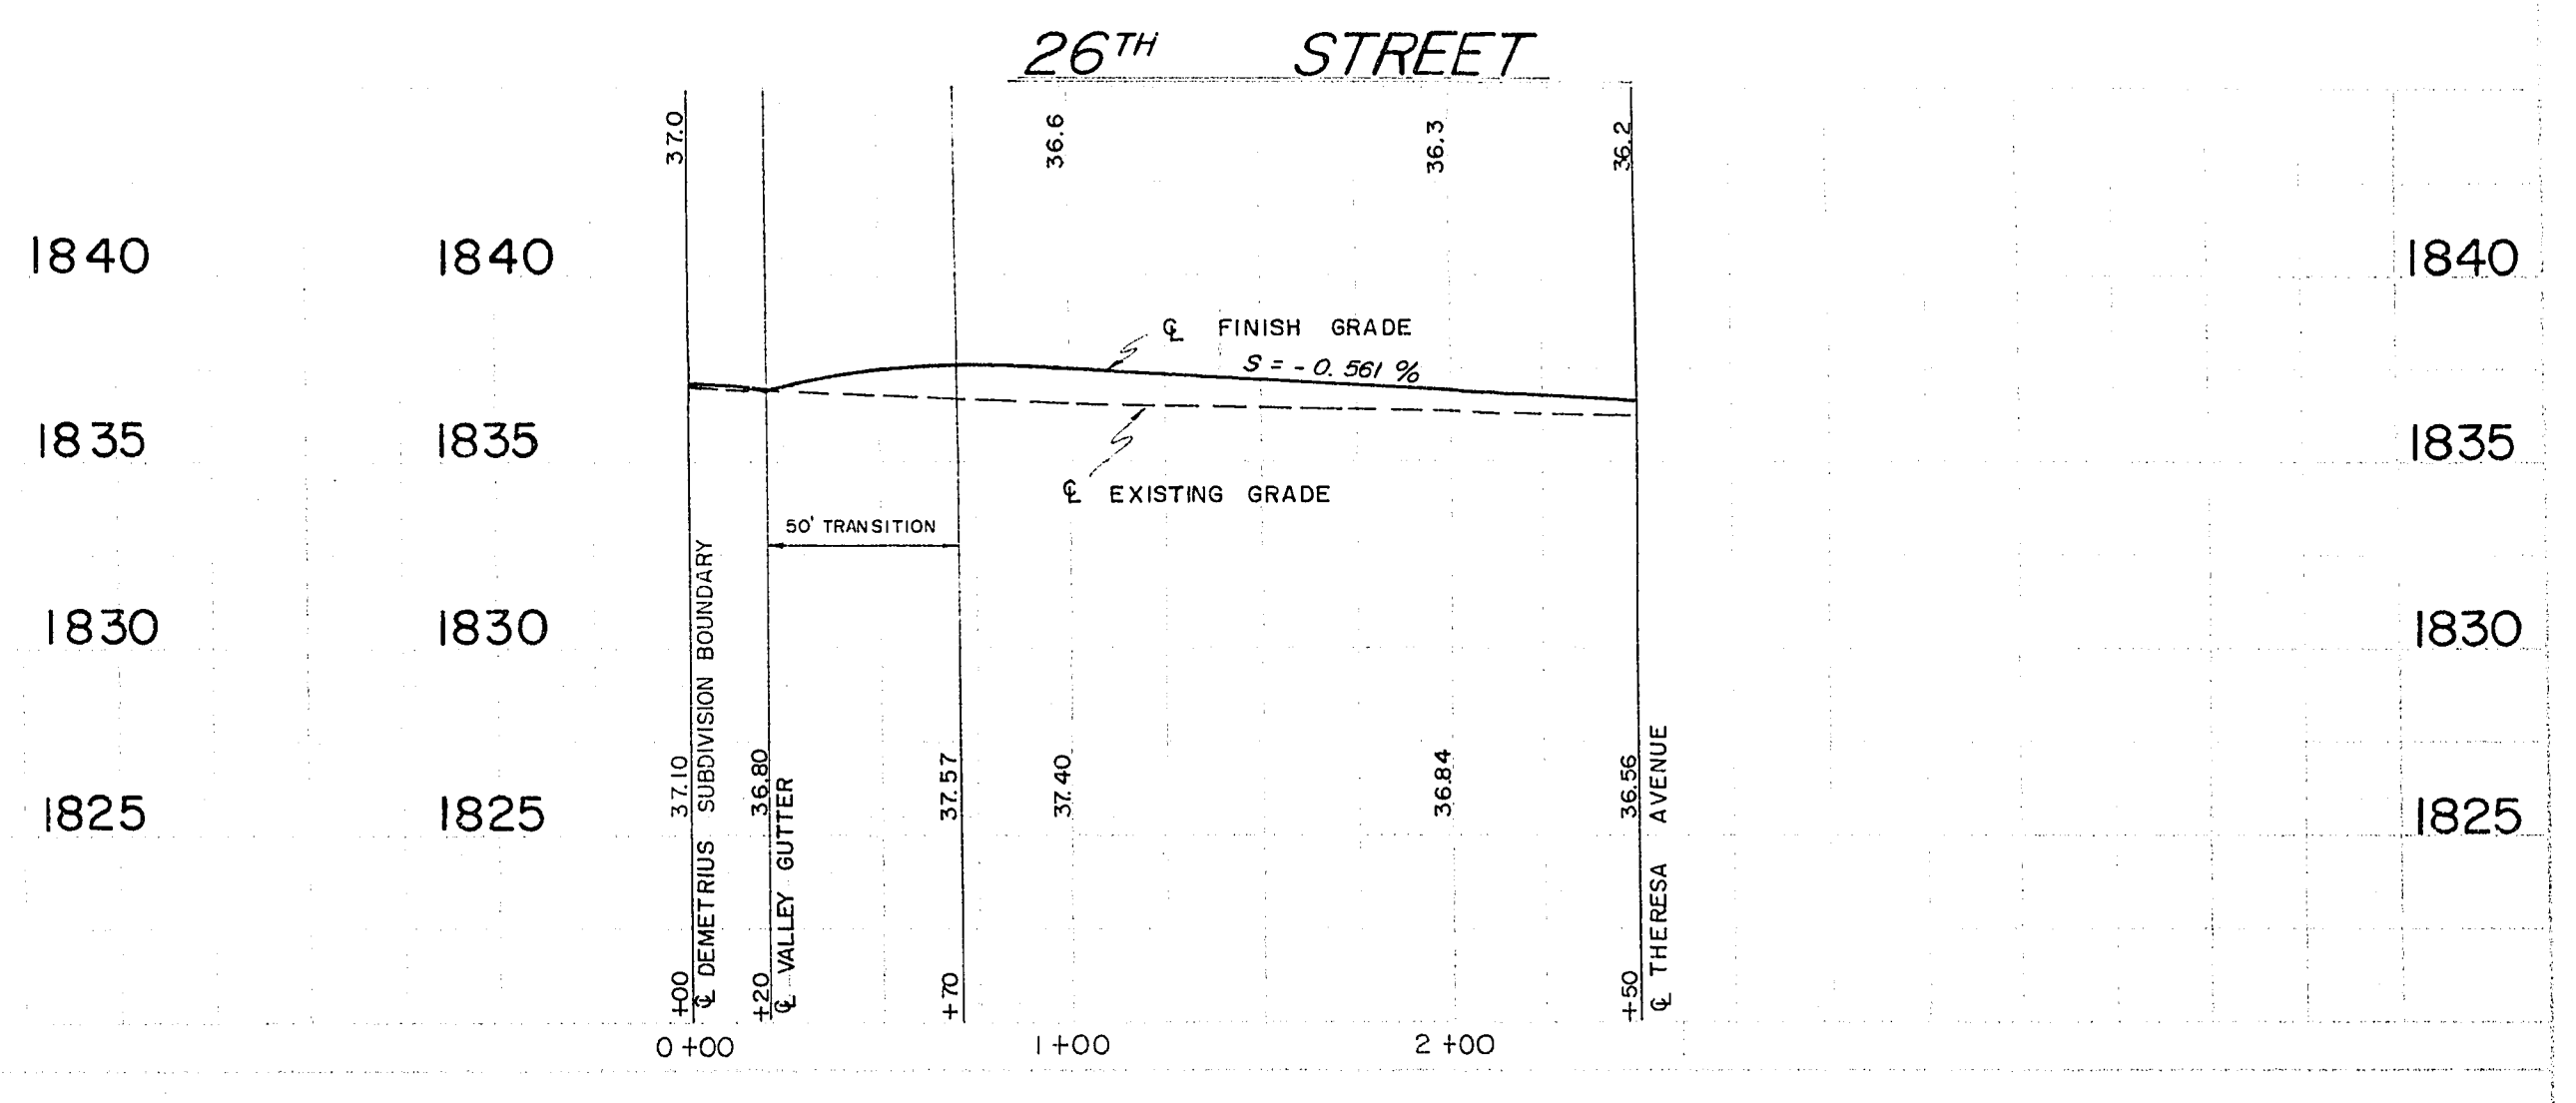 26TH STREET
37.0
36.6
36.3
36.2
1840 1840 1840
℄ FINISH GRADE
S = - 0.561 %
1835 1835 1835
℄ EXISTING GRADE
50' TRANSITION
1830 1830 1830
1825 1825 1825
37.10
36.80
37.57
37.40
36.84
36.56
+00
℄ DEMETRIUS SUBDIVISION BOUNDARY
+20
℄ VALLEY GUTTER
+70
+50
℄ THERESA AVENUE
0+00 1+00 2+00